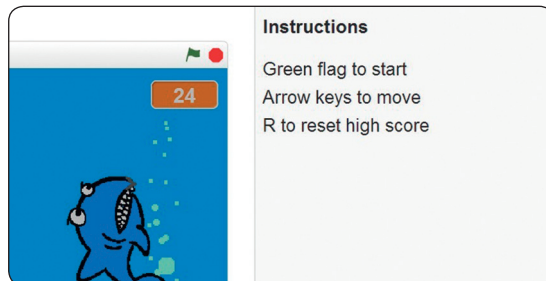 24
Instructions
Green flag to start
Arrow keys to move
R to reset high score